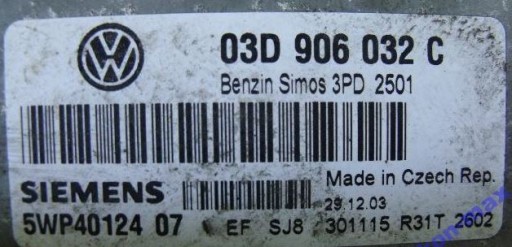 03D 906 032 C
Benzin Simos 3PD 2501
SIEMENS
Made in Czech Rep.
29.12.03
5WP40124 07 EF SJ8 301115 R31T 2602